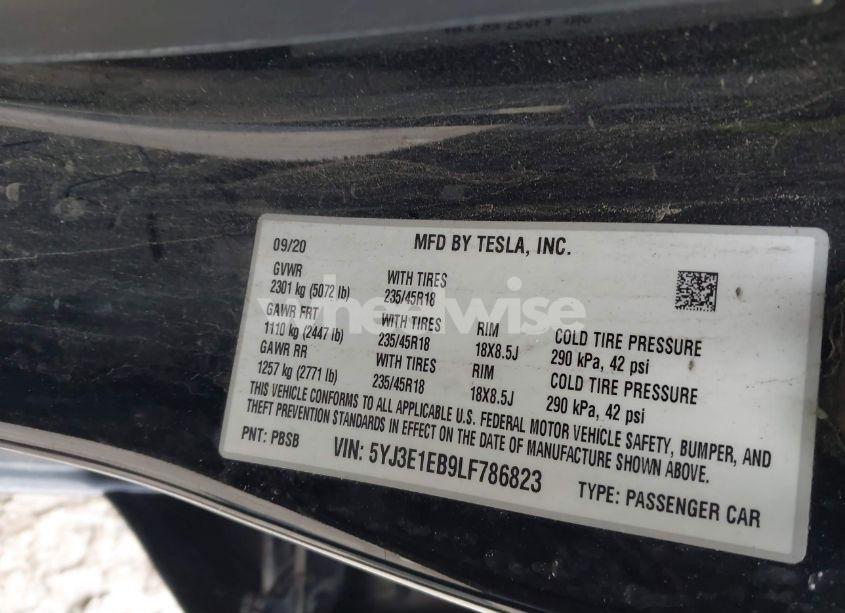 09/20
MFD BY TESLA, INC.
GVWR
2301 kg (5072 lb)
WITH TIRES
235/45R18
GAWR FRT
1110 kg (2447 lb)
WITH TIRES
235/45R18
RIM
18X8.5J
COLD TIRE PRESSURE
290 kPa, 42 psi
GAWR RR
1257 kg (2771 lb)
WITH TIRES
235/45R18
RIM
18X8.5J
COLD TIRE PRESSURE
290 kPa, 42 psi
THIS VEHICLE CONFORMS TO ALL APPLICABLE U.S. FEDERAL MOTOR VEHICLE SAFETY, BUMPER, AND
THEFT PREVENTION STANDARDS IN EFFECT ON THE DATE OF MANUFACTURE SHOWN ABOVE.
PNT: PBSB
VIN: 5YJ3E1EB9LF786823
TYPE: PASSENGER CAR
wheelwise